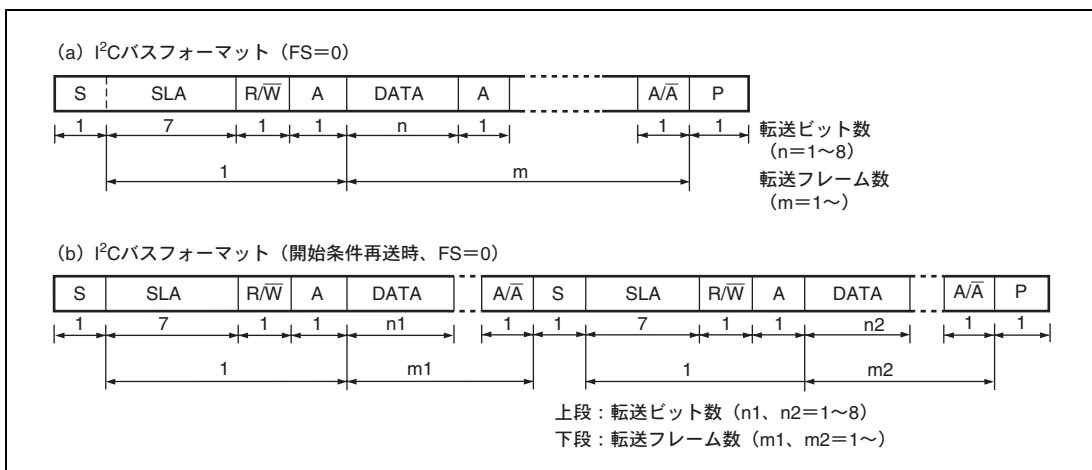 (a) I²Cバスフォーマット（FS＝0）
S SLA R/W̅ A DATA A A/A̅ P
1 7 1 1 n 1 1 1 転送ビット数
（n＝1～8）
1 m 転送フレーム数
（m＝1～）
(b) I²Cバスフォーマット（開始条件再送時、FS＝0）
S SLA R/W̅ A DATA A/A̅ S SLA R/W̅ A DATA A/A̅ P
1 7 1 1 n1 1 1 7 1 1 n2 1 1
1 m1 1 m2
上段：転送ビット数（n1、n2＝1～8）
下段：転送フレーム数（m1、m2＝1～）